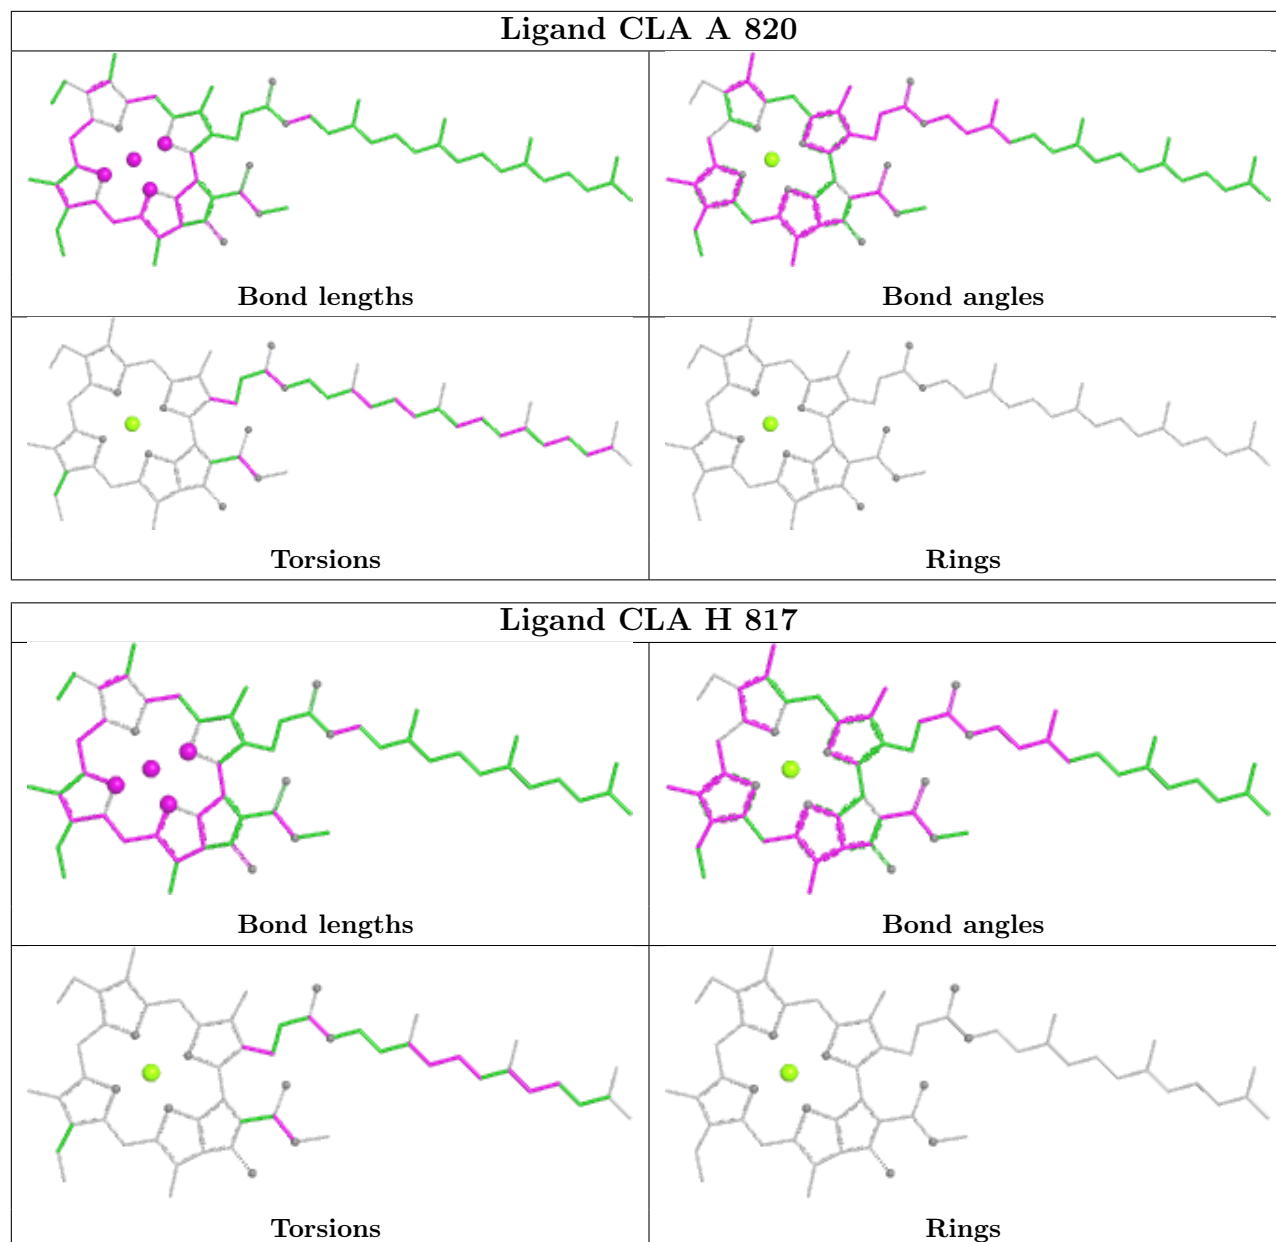 Ligand CLA A 820
Bond lengths
Bond angles
Torsions
Rings
Ligand CLA H 817
Bond lengths
Bond angles
Torsions
Rings